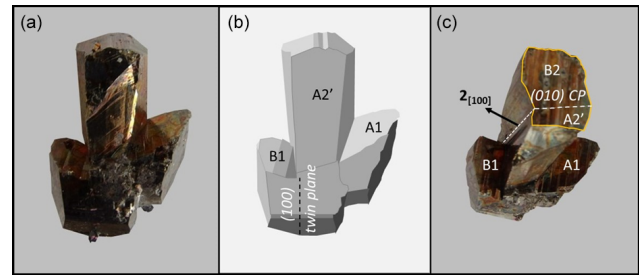 (a)
(b)
A2'
A1
B1
(100)
twin plane
(c)
B2
(010) CP
2[100]
A2'
B1
A1